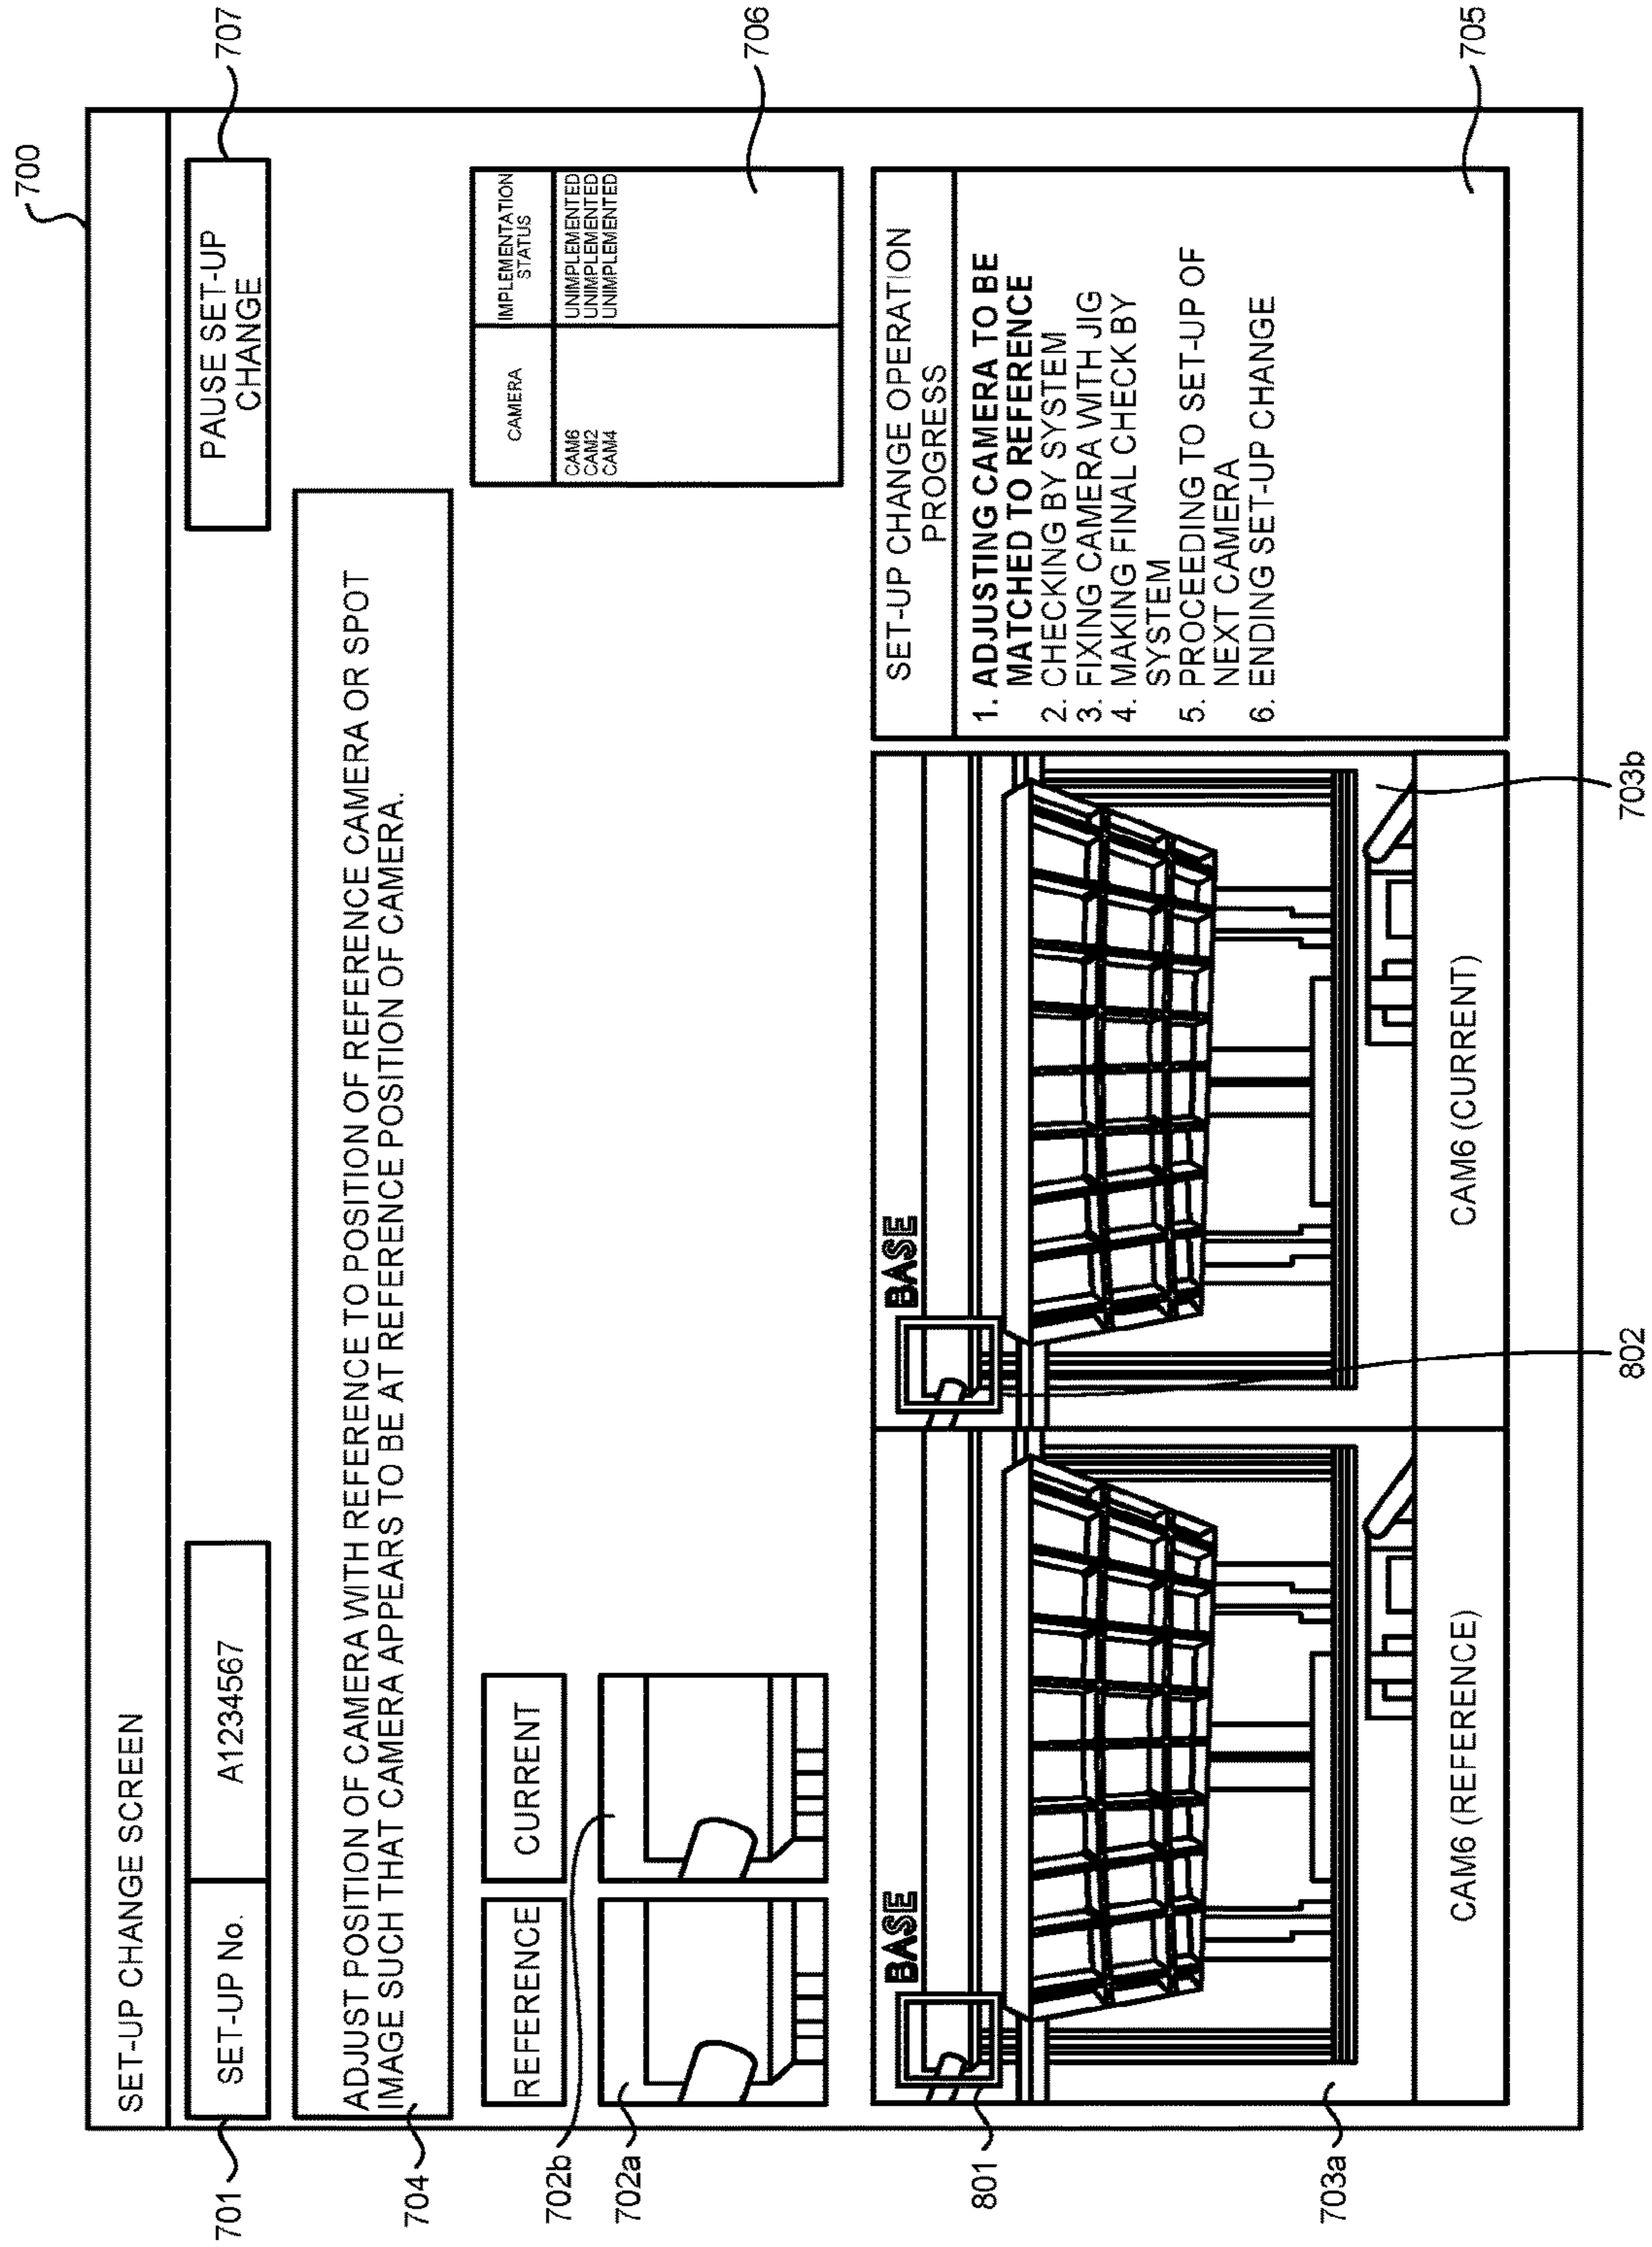 700
SET-UP CHANGE SCREEN
701
SET-UP No.
A1234567
PAUSE SET-UP
CHANGE
707
704
ADJUST POSITION OF CAMERA WITH REFERENCE TO POSITION OF REFERENCE CAMERA OR SPOT
IMAGE SUCH THAT CAMERA APPEARS TO BE AT REFERENCE POSITION OF CAMERA.
702b
702a
REFERENCE
CURRENT
CAMERA
IMPLEMENTATION
STATUS
CAM6
UNIMPLEMENTED
CAM2
UNIMPLEMENTED
CAM4
UNIMPLEMENTED
706
801
703a
BASE
CAM6 (REFERENCE)
BASE
CAM6 (CURRENT)
802
703b
SET-UP CHANGE OPERATION
PROGRESS
1. ADJUSTING CAMERA TO BE
MATCHED TO REFERENCE
2. CHECKING BY SYSTEM
3. FIXING CAMERA WITH JIG
4. MAKING FINAL CHECK BY
SYSTEM
5. PROCEEDING TO SET-UP OF
NEXT CAMERA
6. ENDING SET-UP CHANGE
705